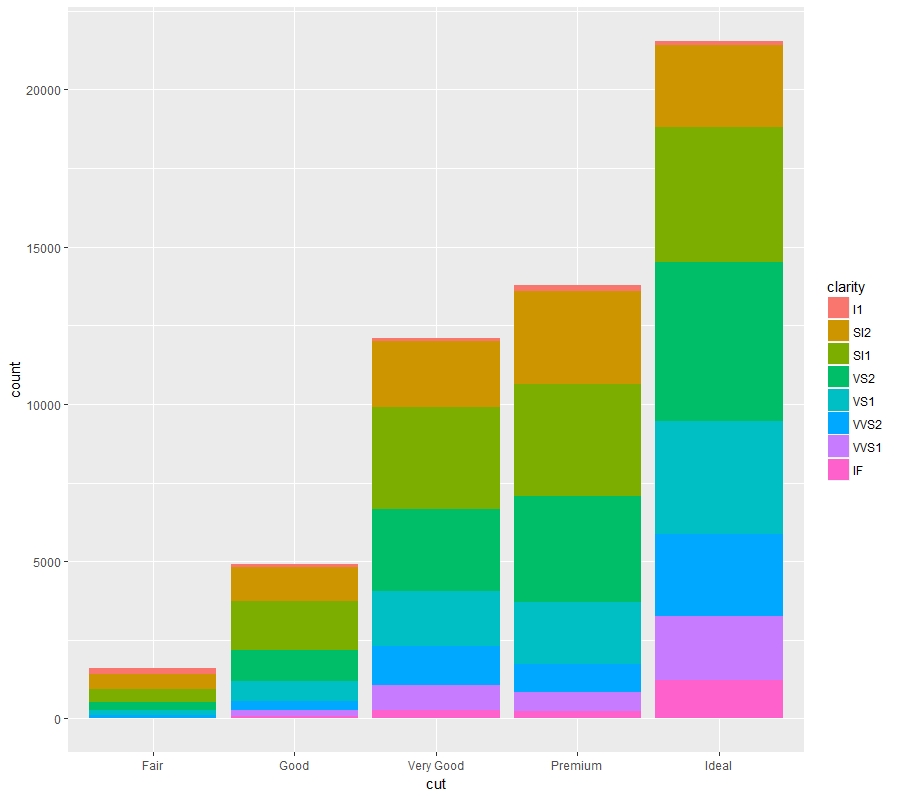 20000
15000
10000
5000
0
count
Fair Good Very Good Premium Ideal
cut
clarity
I1
SI2
SI1
VS2
VS1
VVS2
VVS1
IF